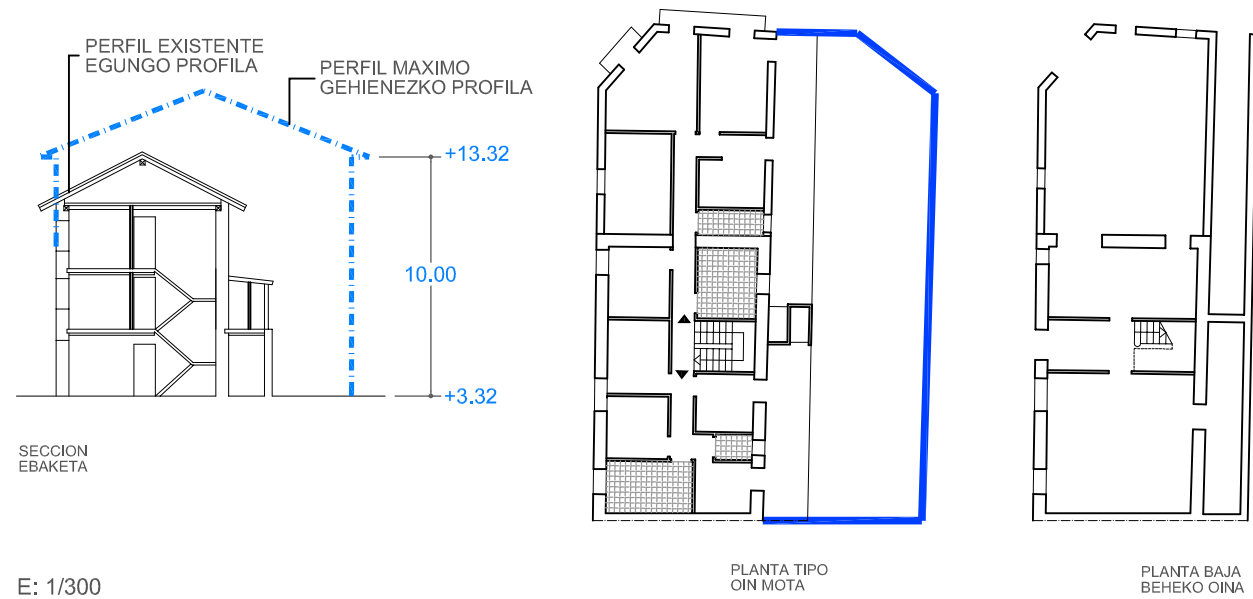 PERFIL EXISTENTE
EGUNGO PROFILA
PERFIL MAXIMO
GEHIENEZKO PROFILA
+13.32
10.00
+3.32
SECCION
EBAKETA
E: 1/300
PLANTA TIPO
OIN MOTA
PLANTA BAJA
BEHEKO OINA